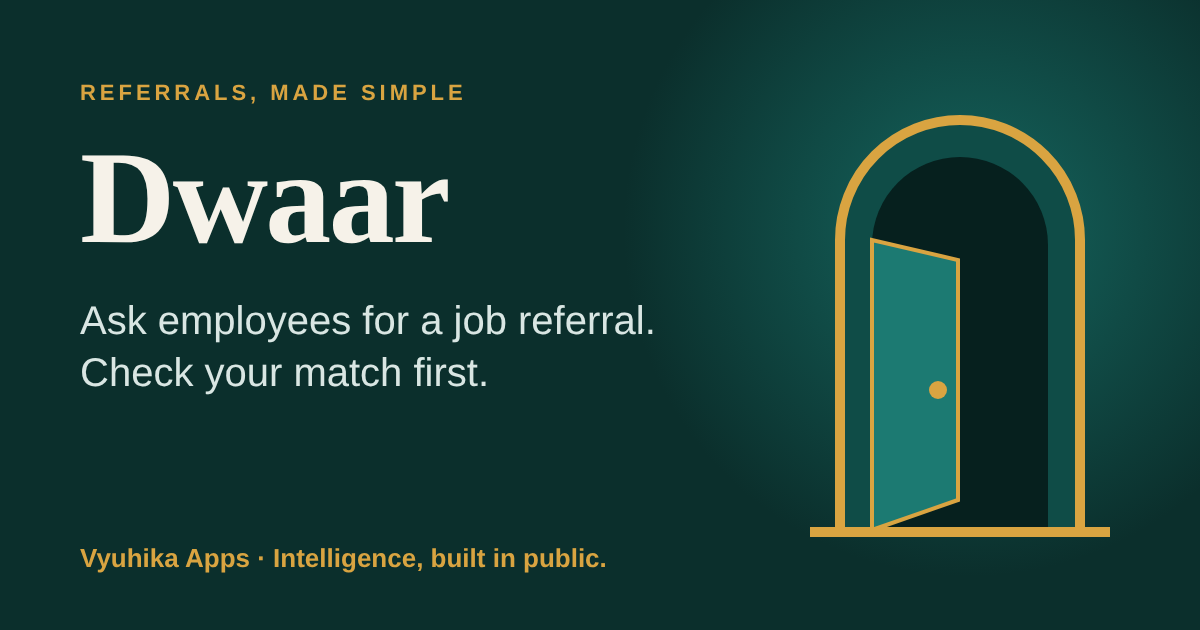 REFERRALS, MADE SIMPLE
Dwaar
Ask employees for a job referral.
Check your match first.
Vyuhika Apps · Intelligence, built in public.